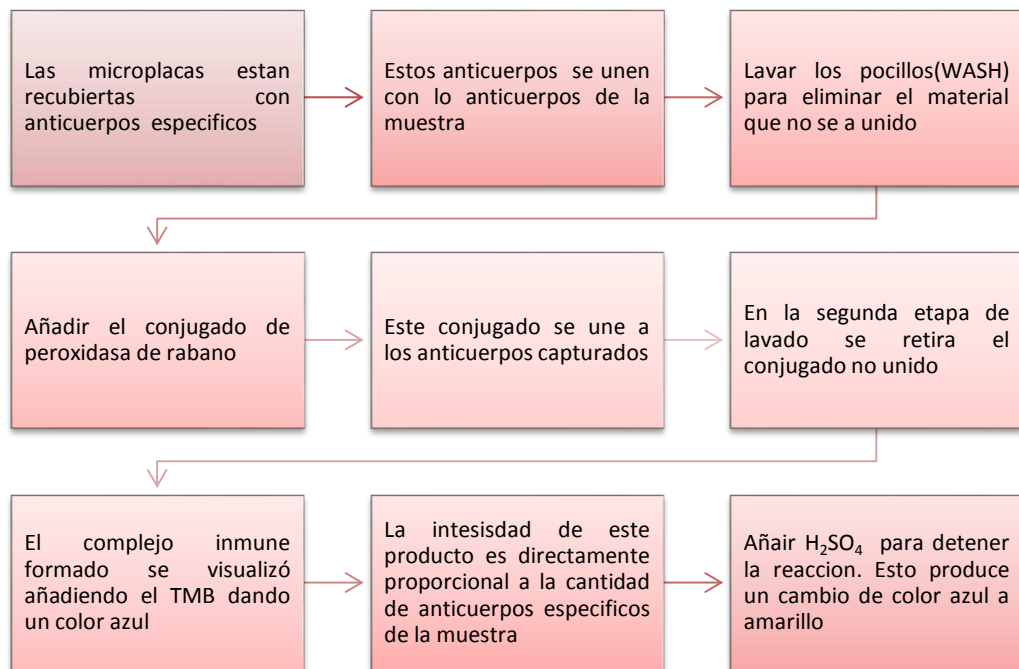 Las microplacas estan
recubiertas con
anticuerpos especificos
Estos anticuerpos se unen
con lo anticuerpos de la
muestra
Lavar los pocillos(WASH)
para eliminar el material
que no se a unido
Añadir el conjugado de
peroxidasa de rabano
Este conjugado se une a
los anticuerpos capturados
En la segunda etapa de
lavado se retira el
conjugado no unido
El complejo inmune
formado se visualizó
añadiendo el TMB dando
un color azul
La intesisdad de este
producto es directamente
proporcional a la cantidad
de anticuerpos especificos
de la muestra
Añair H₂SO₄ para detener
la reaccion. Esto produce
un cambio de color azul a
amarillo